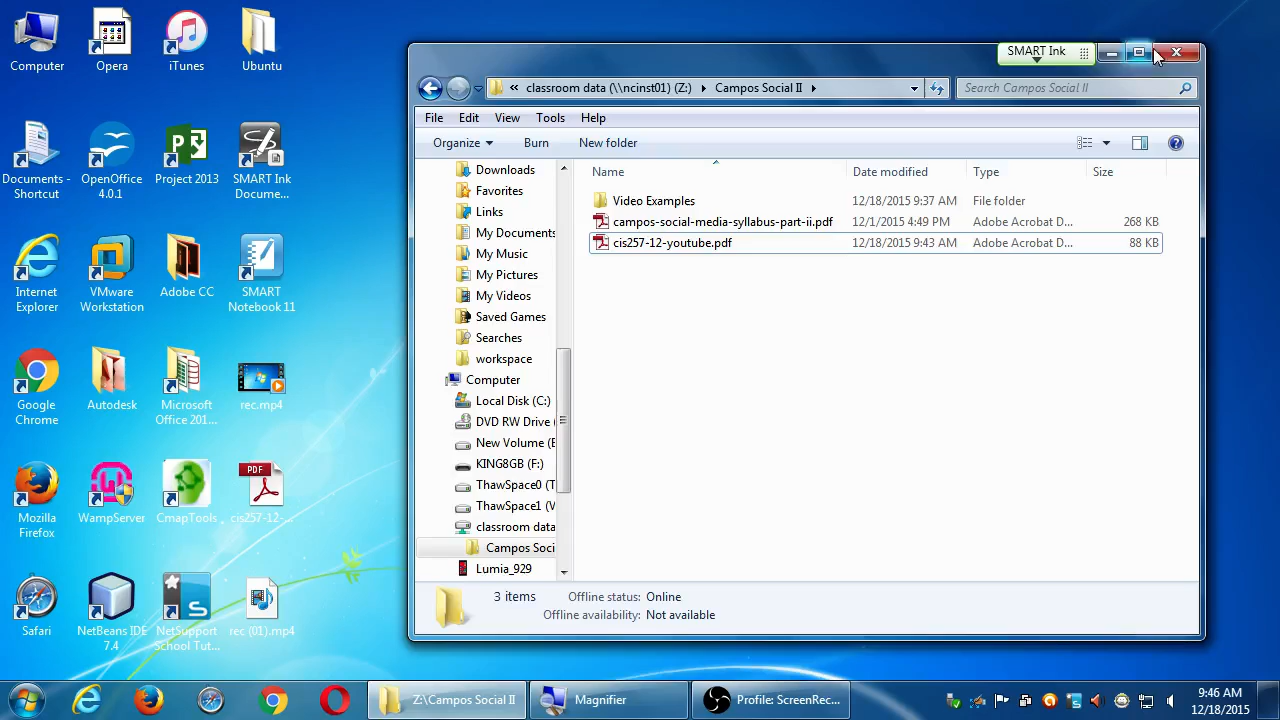 Computer
Opera
iTunes
Ubuntu
Documents - Shortcut
OpenOffice 4.0.1
Project 2013
SMART Ink Docume...
Internet Explorer
VMware Workstation
Adobe CC
SMART Notebook 11
Google Chrome
Autodesk
Microsoft Office 201...
rec.mp4
Mozilla Firefox
WampServer
CmapTools
PDF
cis257-12-...
Safari
NetBeans IDE 7.4
NetSupport School Tut...
rec (01).mp4
SMART Ink
« classroom data (\\ncinst01) (Z:) Campos Social II
Search Campos Social II
File Edit View Tools Help
Organize Burn New folder
Name Date modified Type Size
Video Examples 12/18/2015 9:37 AM File folder
campos-social-media-syllabus-part-ii.pdf 12/1/2015 4:49 PM Adobe Acrobat D... 268 KB
cis257-12-youtube.pdf 12/18/2015 9:43 AM Adobe Acrobat D... 88 KB
Downloads
Favorites
Links
My Documents
My Music
My Pictures
My Videos
Saved Games
Searches
workspace
Computer
Local Disk (C:)
DVD RW Drive (
New Volume (E
KING8GB (F:)
ThawSpace0 (T
ThawSpace1 (V
classroom data
Campos Soci
Lumia_929
3 items Offline status: Online
Offline availability: Not available
Z:\Campos Social II
Magnifier
Profile: ScreenRec...
9:46 AM
12/18/2015